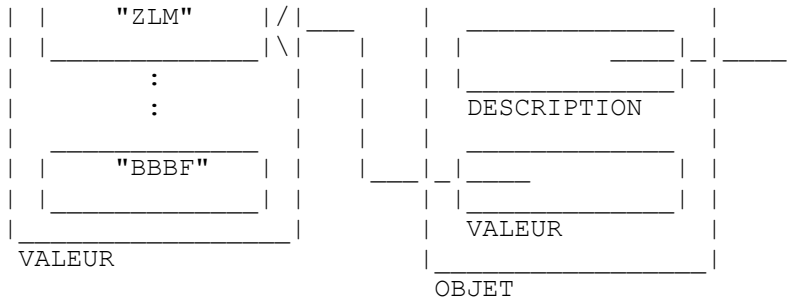 "ZLM"
:
:
DESCRIPTION
"BBBF"
VALEUR
VALEUR
OBJET